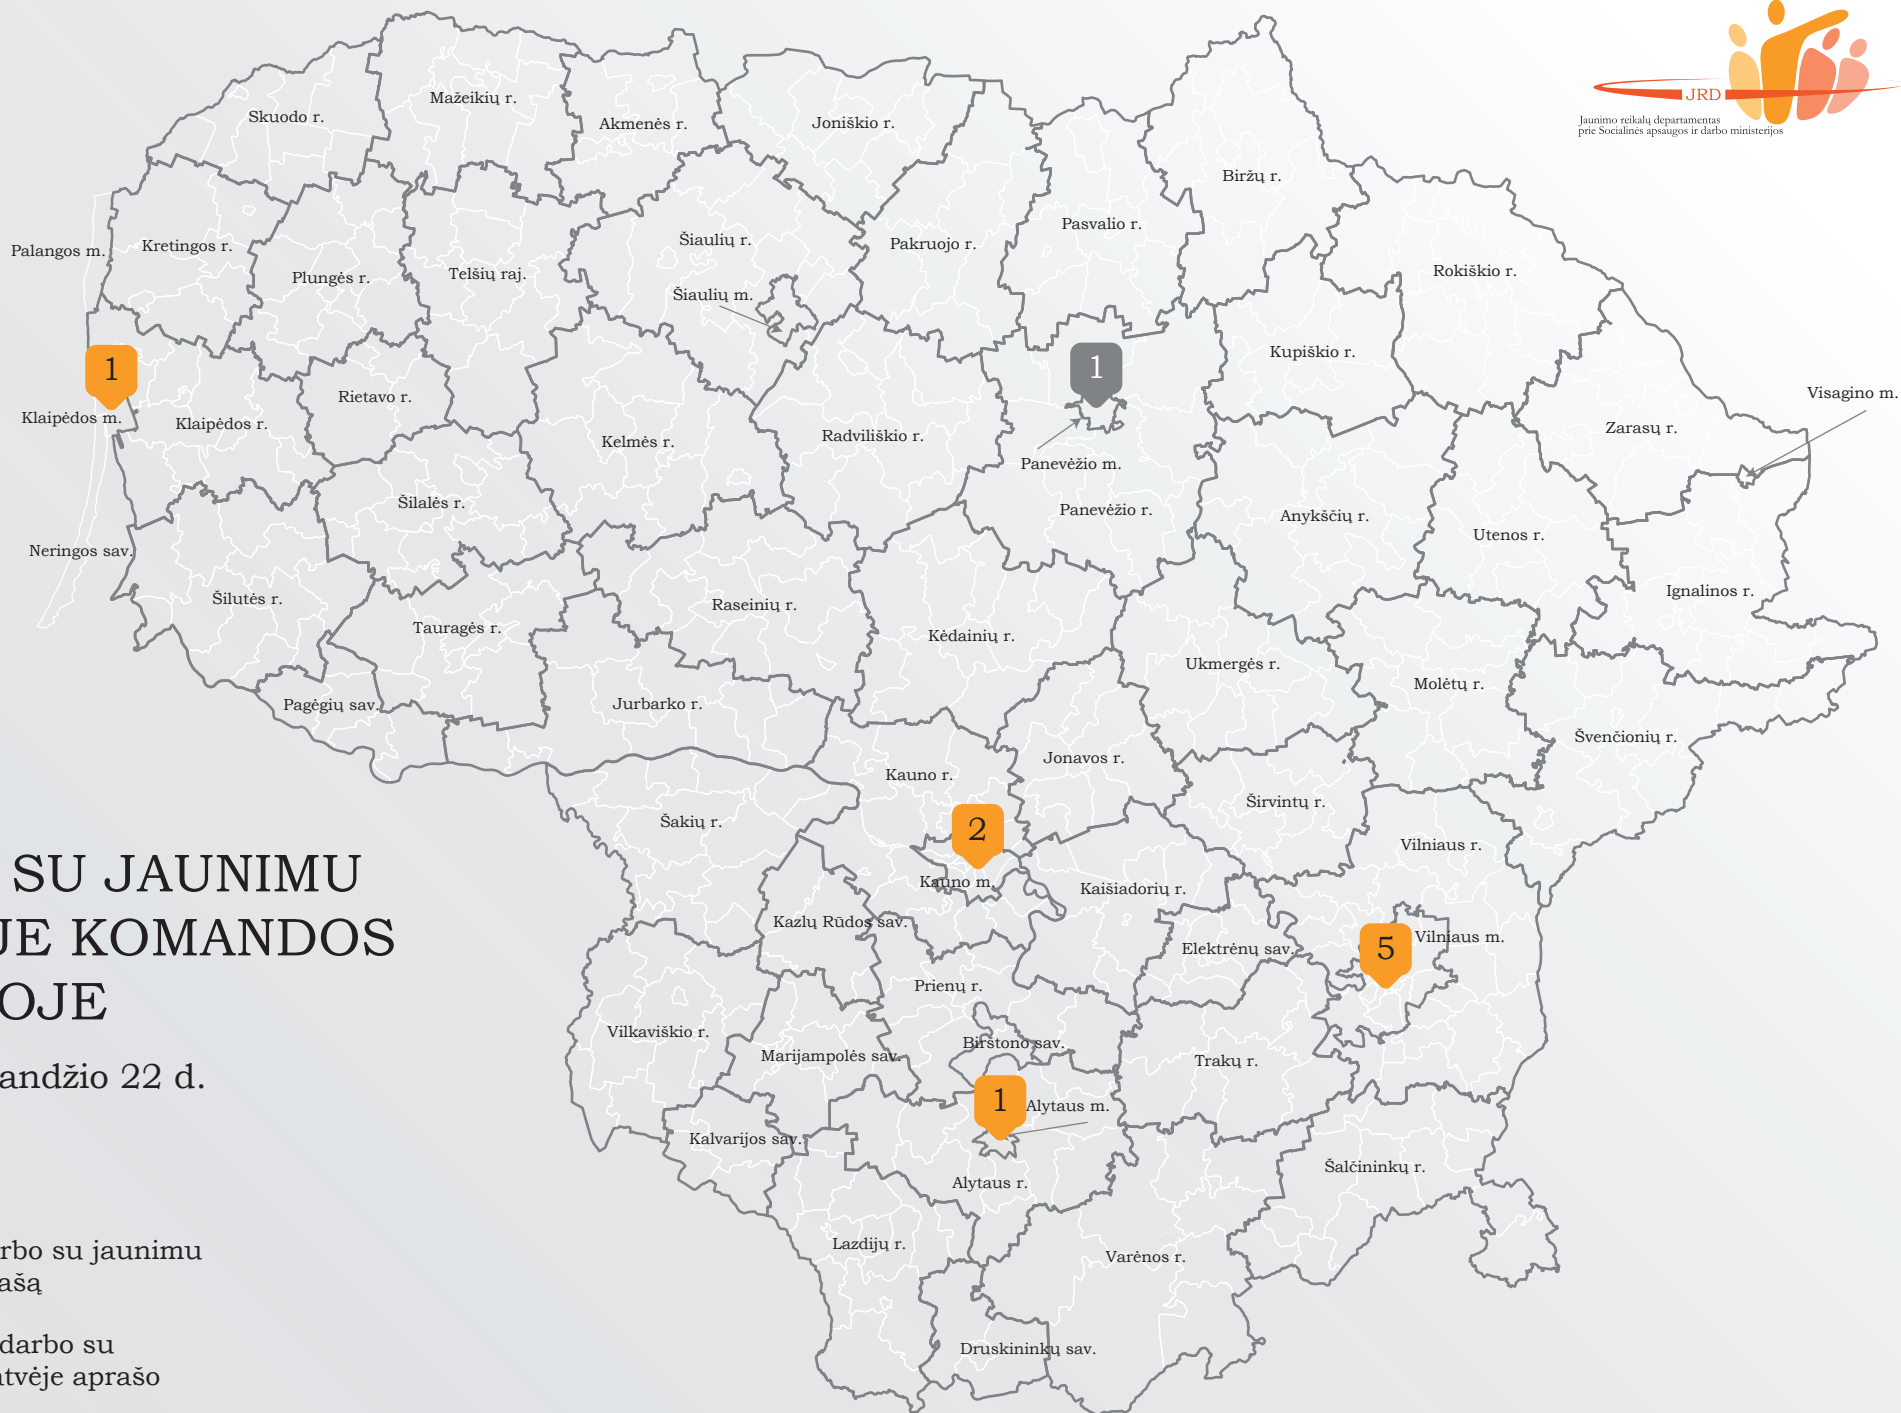 JRD
Jaunimo reikalų departamentas
prie Socialinės apsaugos ir darbo ministerijos
Skuodo r.
Mažeikių r.
Akmenės r.
Joniškio r.
Biržų r.
Palangos m.
Kretingos r.
Plungės r.
Telšių raj.
Šiaulių r.
Šiaulių m.
Pakruojo r.
Pasvalio r.
Rokiškio r.
1
Klaipėdos m.
Klaipėdos r.
Rietavo r.
Kelmės r.
Radviliškio r.
1
Panevėžio m.
Panevėžio r.
Kupiškio r.
Zarasų r.
Visagino m.
Šilalės r.
Anykščių r.
Utenos r.
Neringos sav.
Šilutės r.
Tauragės r.
Raseinių r.
Kėdainių r.
Ukmergės r.
Ignalinos r.
Pagėgių sav.
Jurbarko r.
Molėtų r.
Švenčionių r.
Kauno r.
Jonavos r.
Širvintų r.
Šakių r.
2
Kauno m.
Kaišiadorių r.
Vilniaus r.
Kazlų Rūdos sav.
Elektrėnų sav.
5
Vilniaus m.
Prienų r.
Vilkaviškio r.
Marijampolės sav.
Birštono sav.
Trakų r.
1
Alytaus m.
Kalvarijos sav.
Alytaus r.
Šalčininkų r.
Lazdijų r.
Varėnos r.
Druskininkų sav.
SU JAUNIMU
JE KOMANDOS
OJE
andžio 22 d.
rbo su jaunimu
ašą
darbo su
atvėje aprašo